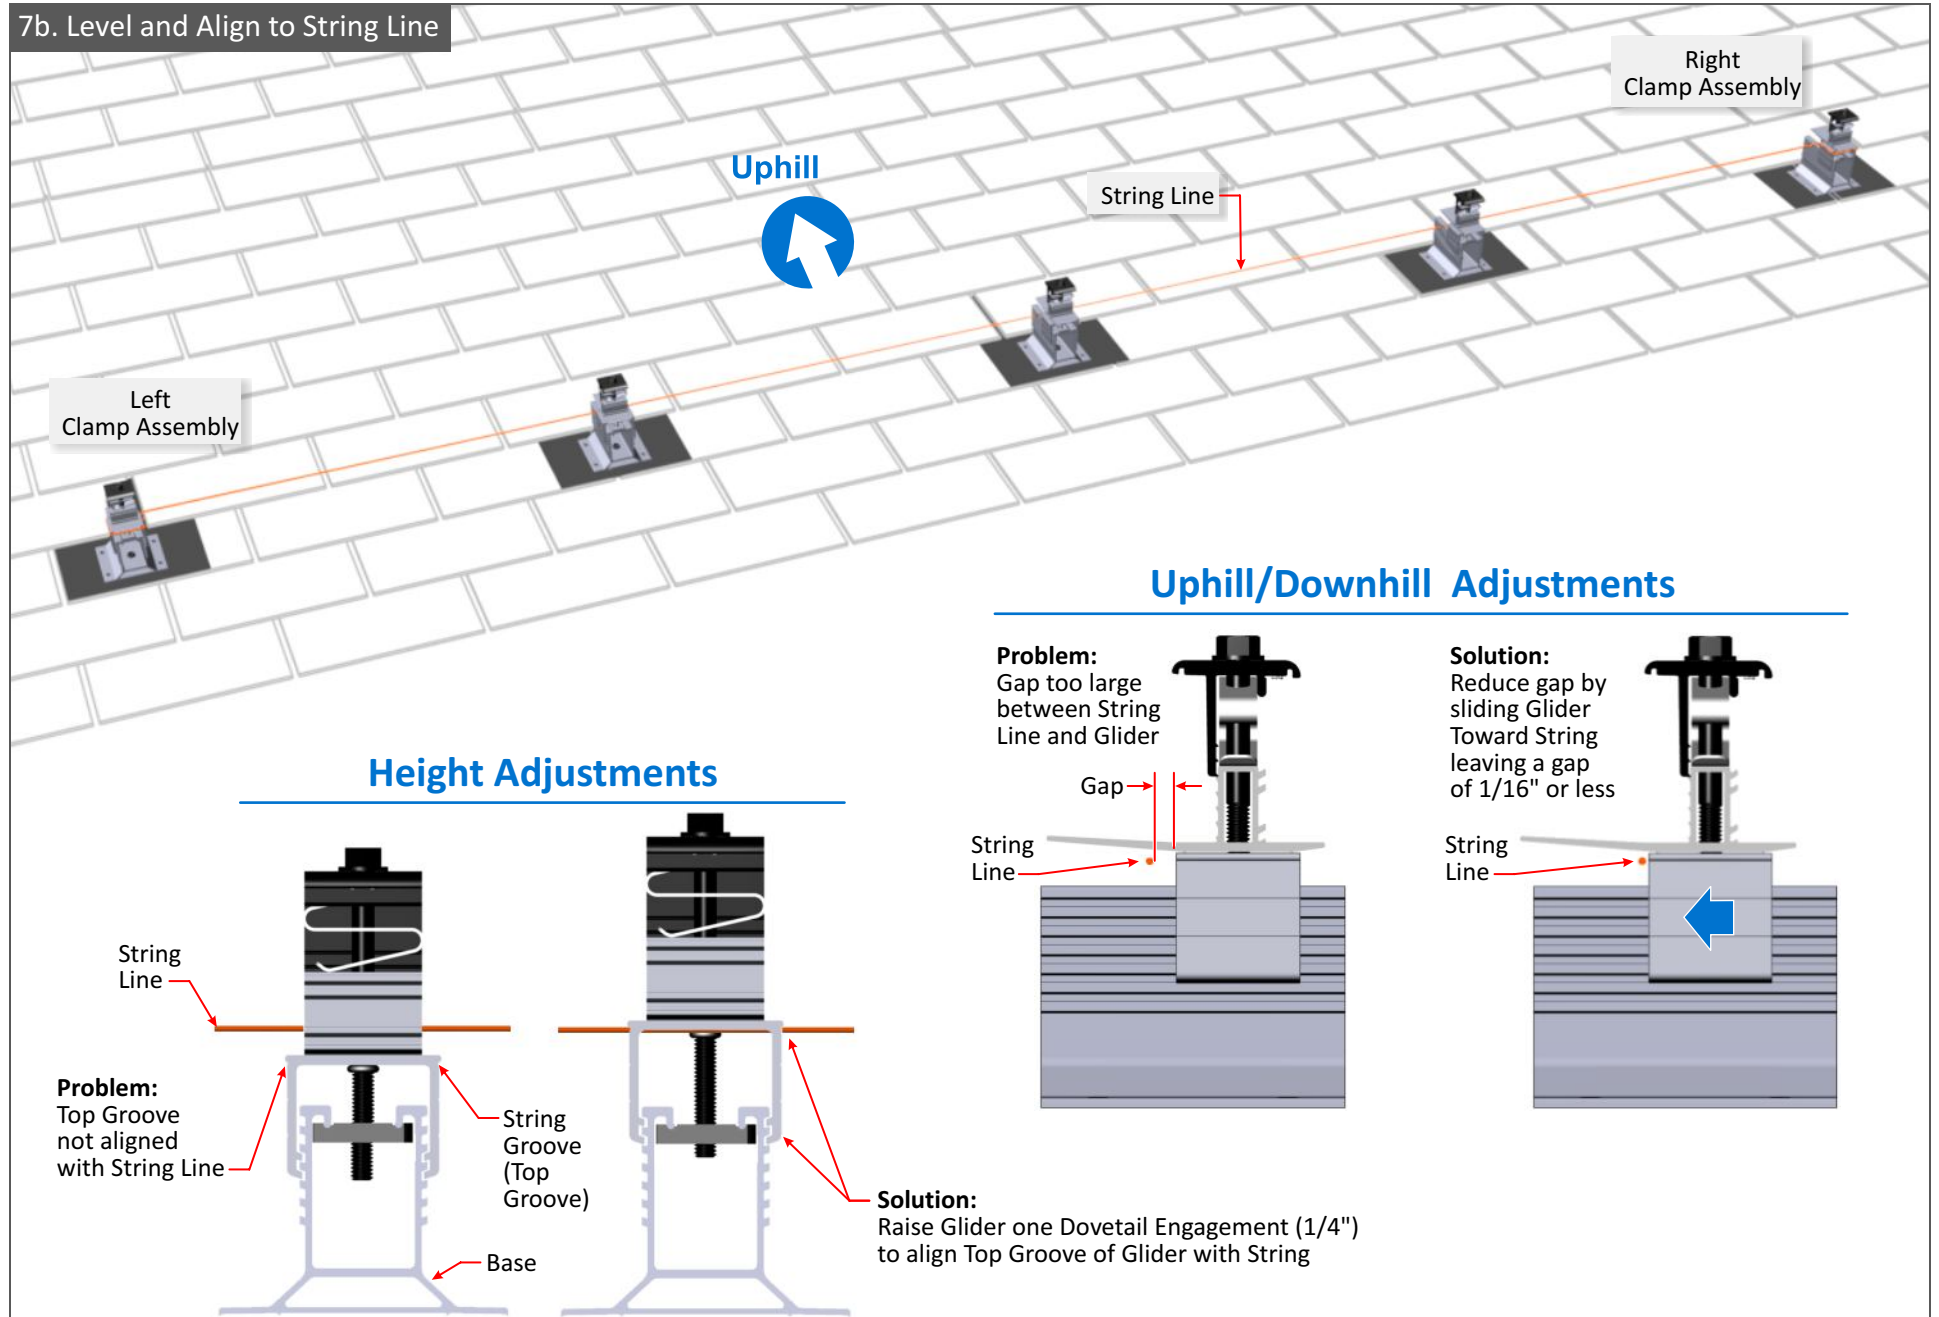 7b. Level and Align to String Line
Right
Clamp Assembly
Uphill
String Line
Left
Clamp Assembly
Uphill/Downhill Adjustments
Problem:
Gap too large
between String
Line and Glider
Gap
String
Line
Solution:
Reduce gap by
sliding Glider
Toward String
leaving a gap
of 1/16" or less
String
Line
Height Adjustments
String
Line
Problem:
Top Groove
not aligned
with String Line
String
Groove
(Top
Groove)
Base
Solution:
Raise Glider one Dovetail Engagement (1/4")
to align Top Groove of Glider with String